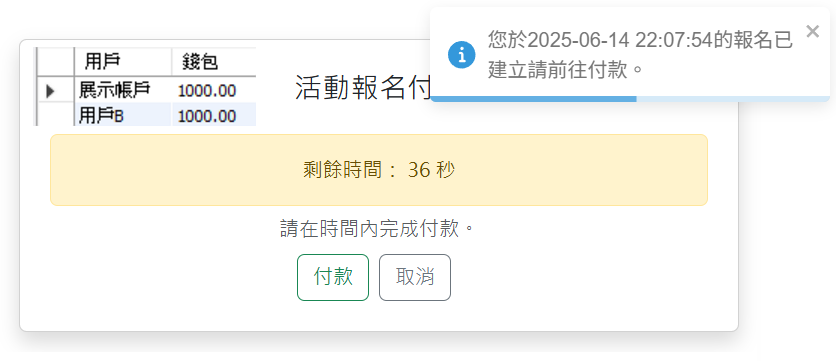 用戶 錢包
展示帳戶 1000.00
用戶B 1000.00
活動報名付
您於2025-06-14 22:07:54的報名已
建立請前往付款。
剩餘時間： 36 秒
請在時間內完成付款。
付款 取消